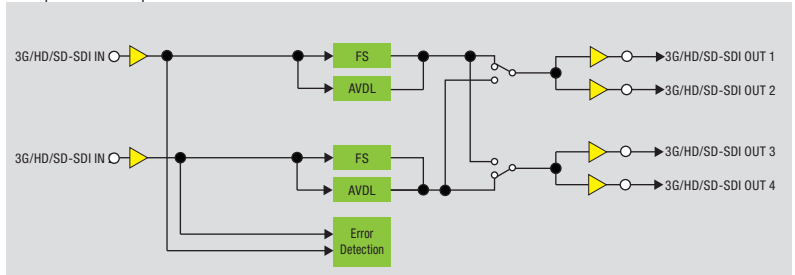 3G/HD/SD-SDI IN
FS
3G/HD/SD-SDI OUT 1
AVDL
3G/HD/SD-SDI OUT 2
3G/HD/SD-SDI IN
FS
3G/HD/SD-SDI OUT 3
AVDL
3G/HD/SD-SDI OUT 4
Error
Detection